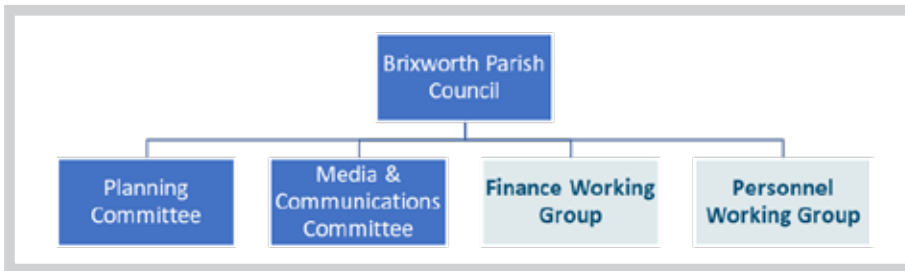 Brixworth Parish
Council
Planning
Committee
Media &
Communications
Committee
Finance Working
Group
Personnel
Working Group